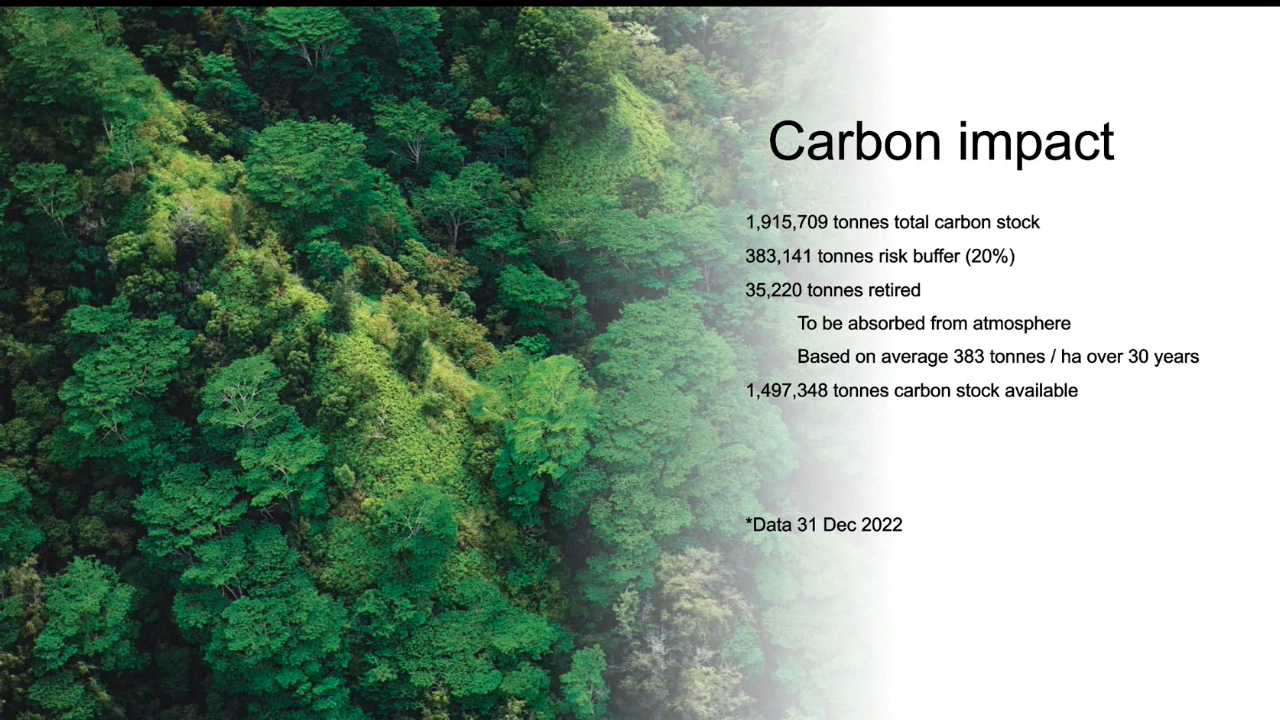 Carbon impact
1,915,709 tonnes total carbon stock
383,141 tonnes risk buffer (20%)
35,220 tonnes retired
To be absorbed from atmosphere
Based on average 383 tonnes / ha over 30 years
1,497,348 tonnes carbon stock available
*Data 31 Dec 2022